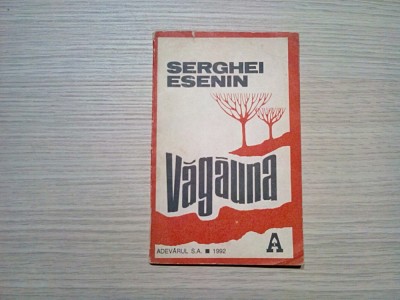 SERGHEI
ESENIN
Văgăuna
ADEVĂRUL S.A. ■ 1992
A